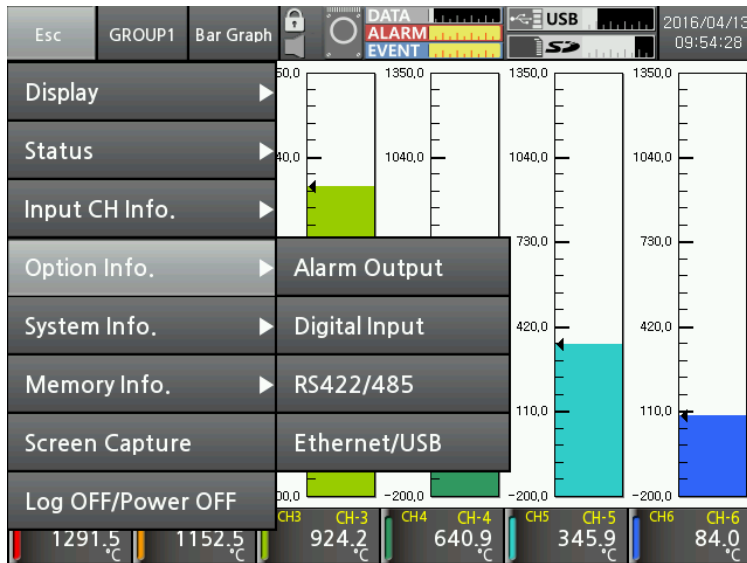 Esc GROUP1 Bar Graph DATA ALARM EVENT USB 2016/04/13
09:54:28
Display
Status
Input CH Info.
Option Info.
System Info.
Memory Info.
Screen Capture
Log OFF/Power OFF
Alarm Output
Digital Input
RS422/485
Ethernet/USB
1350,0 1350,0 1350,0
1040,0 1040,0 1040,0
730,0 730,0
420,0 420,0
110,0 110,0
-200,0 -200,0 -200,0
CH3 CH-3 CH4 CH-4 CH5 CH-5 CH6 CH-6
1291.5 1152.5 924.2 640.9 345.9 84.0
°C °C °C °C °C °C